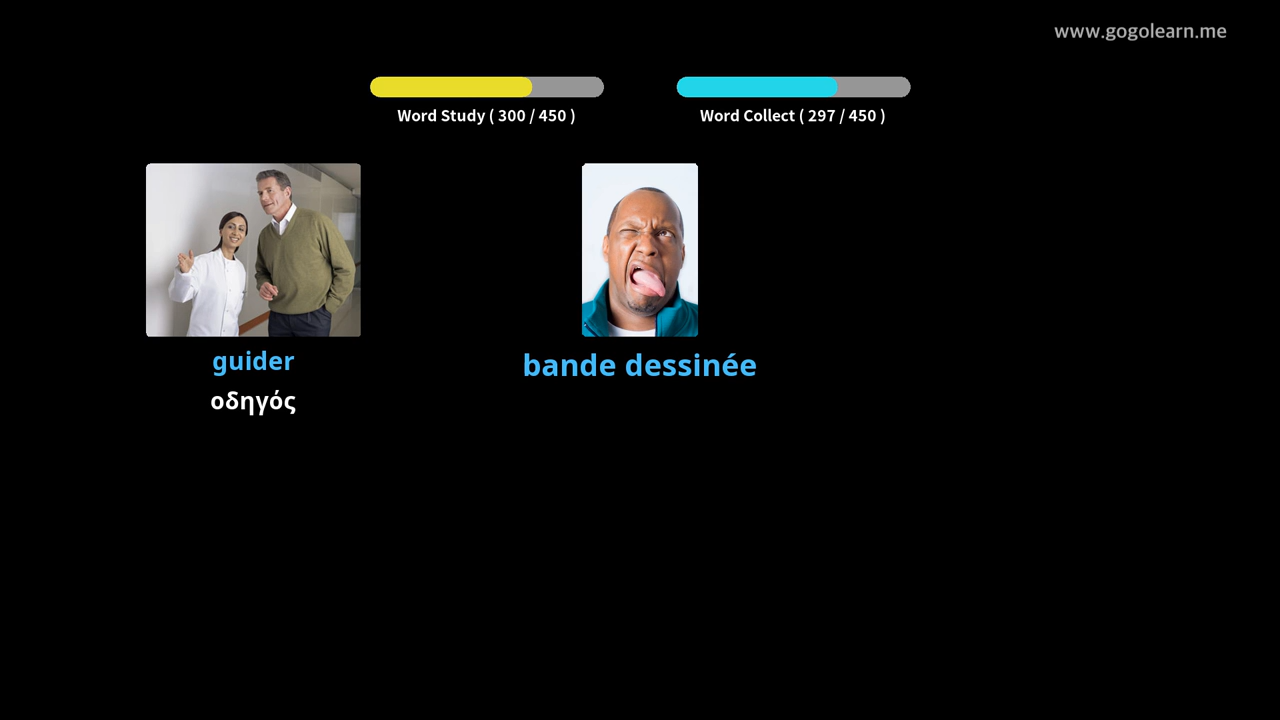 www.gogolearn.me
Word Study ( 300 / 450 )
Word Collect ( 297 / 450 )
guider
οδηγός
bande dessinée